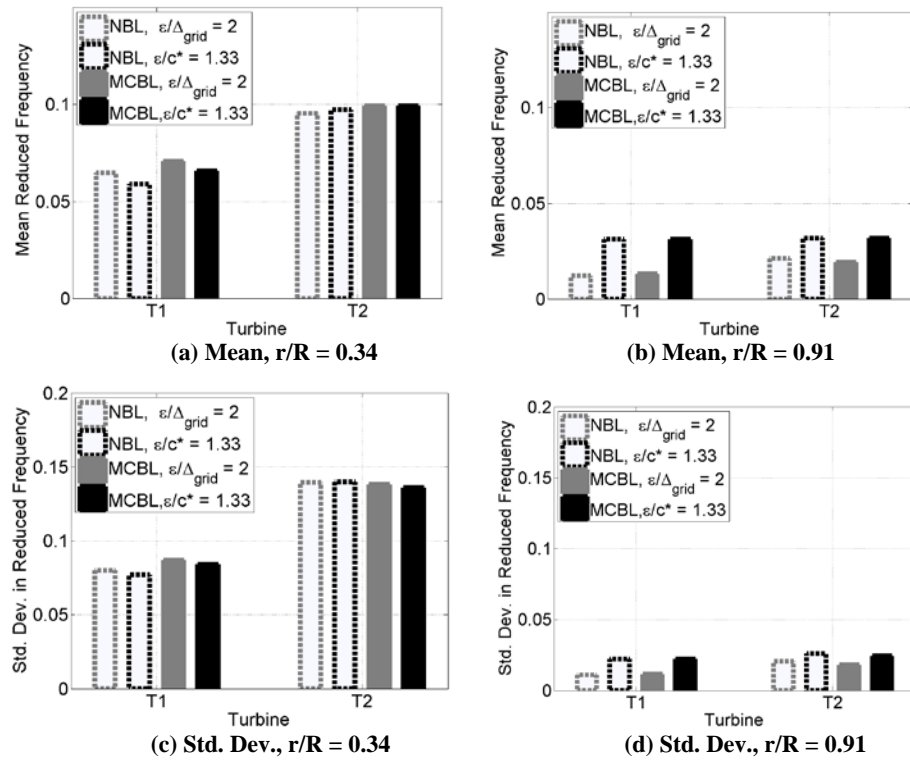 NBL, ε/Δgrid = 2
NBL, ε/c* = 1.33
MCBL, ε/Δgrid = 2
MCBL,ε/c* = 1.33
Mean Reduced Frequency
0.1
0.05
0
T1
T2
Turbine
(a) Mean, r/R = 0.34
NBL, ε/Δgrid = 2
NBL, ε/c* = 1.33
MCBL, ε/Δgrid = 2
MCBL,ε/c* = 1.33
Mean Reduced Frequency
0.1
0.05
0
T1
T2
Turbine
(b) Mean, r/R = 0.91
0.2
NBL, ε/Δgrid = 2
NBL, ε/c* = 1.33
MCBL, ε/Δgrid = 2
MCBL,ε/c* = 1.33
Std. Dev. in Reduced Frequency
0.15
0.1
0.05
0
T1
T2
Turbine
(c) Std. Dev., r/R = 0.34
0.2
NBL, ε/Δgrid = 2
NBL, ε/c* = 1.33
MCBL, ε/Δgrid = 2
MCBL,ε/c* = 1.33
Std. Dev. in Reduced Frequency
0.15
0.1
0.05
0
T1
T2
Turbine
(d) Std. Dev., r/R = 0.91